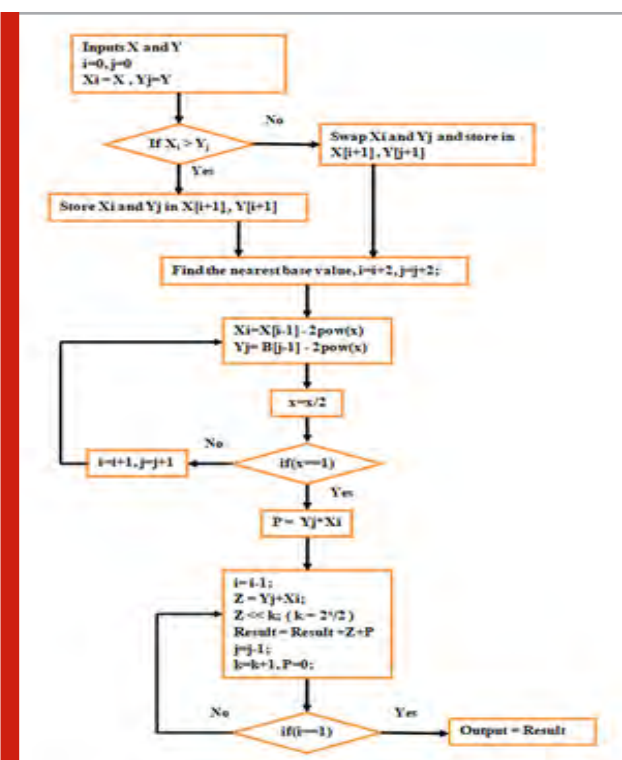 Inputs X and Y
i=0, j=0
Xi = X , Yj=Y
If Xi > Yj
No
Swap Xi and Yj and store in
X[i+1] , Y[j+1]
Yes
Store Xi and Yj in X[i+1] , Y[i+1]
Find the nearest base value, i=i+2, j=j+2;
Xi=X[i-1] - 2pow(x)
Yj= B[j-1] - 2pow(x)
x=x/2
No
i=i+1, j=j+1
if(x==1)
Yes
P = Yj*Xi
i=i-1;
Z = Yj+Xi;
Z << k; ( k = 2ˣ/2 )
Result = Result +Z+P
j=j-1;
k=k+1, P=0;
No
Yes
if(i==1)
Output = Result